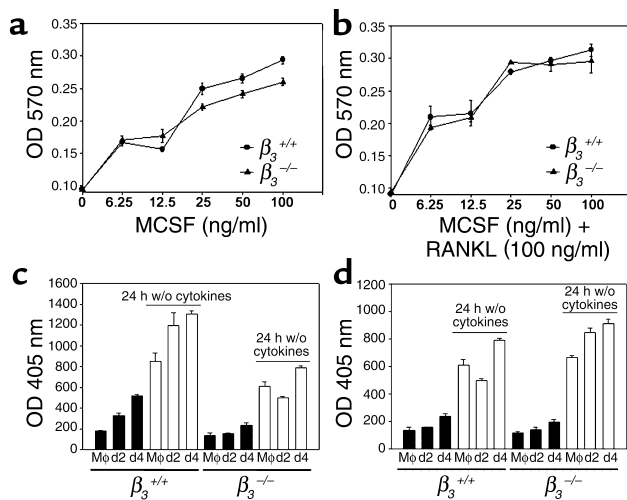 a
OD 570 nm
0.35
0.30
0.25
0.20
0.15
0.10
β3 +/+
β3 −/−
0 6.25 12.5 25 50 100
MCSF (ng/ml)
b
OD 570 nm
0.35
0.30
0.25
0.20
0.15
0.10
β3 +/+
β3 −/−
0 6.25 12.5 25 50 100
MCSF (ng/ml) +
RANKL (100 ng/ml)
c
OD 405 nm
1600
1400
1200
1000
800
600
400
200
0
24 h w/o cytokines
24 h w/o
cytokines
Mφ d2 d4 Mφ d2 d4 Mφ d2 d4 Mφ d2 d4
β3 +/+ β3 −/−
d
OD 405 nm
1200
1000
800
600
400
200
0
24 h w/o
cytokines
24 h w/o
cytokines
Mφ d2 d4 Mφ d2 d4 Mφ d2 d4 Mφ d2 d4
β3 +/+ β3 −/−